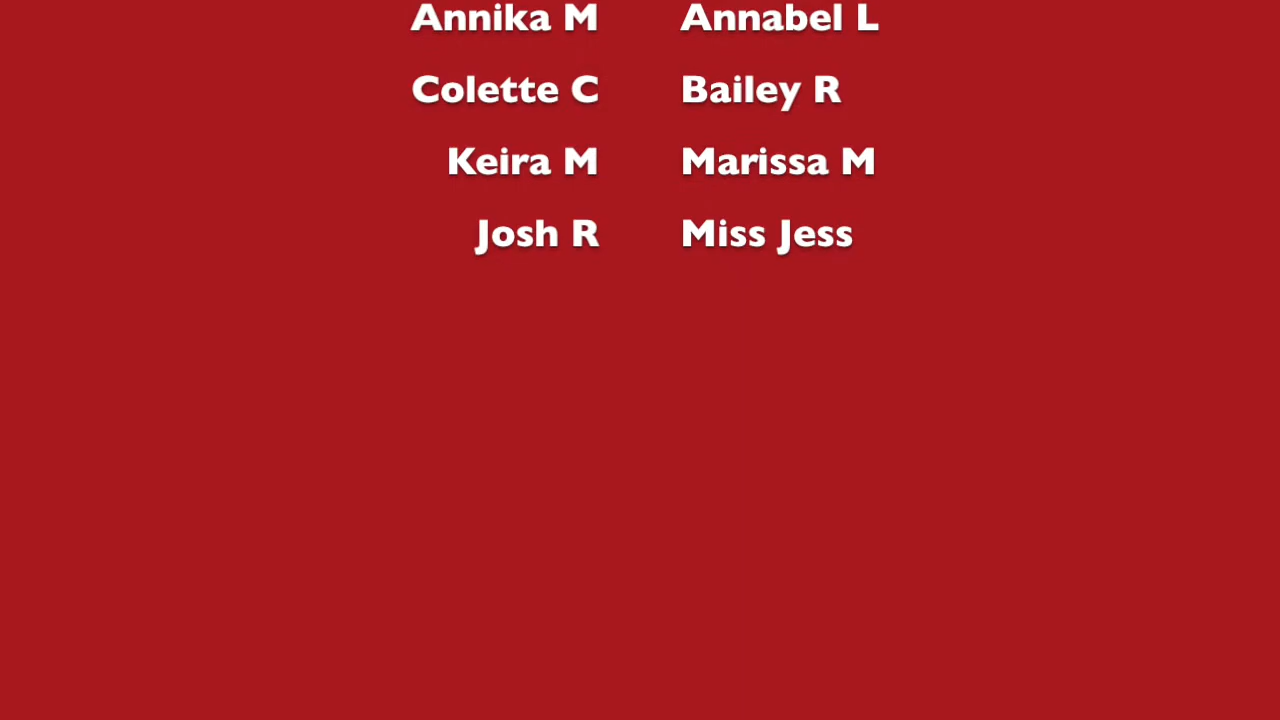 Annika M Annabel L
Colette C Bailey R
Keira M Marissa M
Josh R Miss Jess